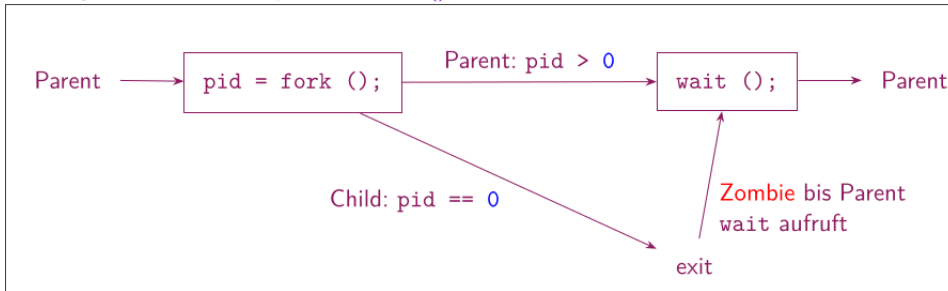 Parent
pid = fork ();
Parent: pid > 0
wait ();
Parent
Child: pid == 0
Zombie bis Parent
wait aufruft
exit